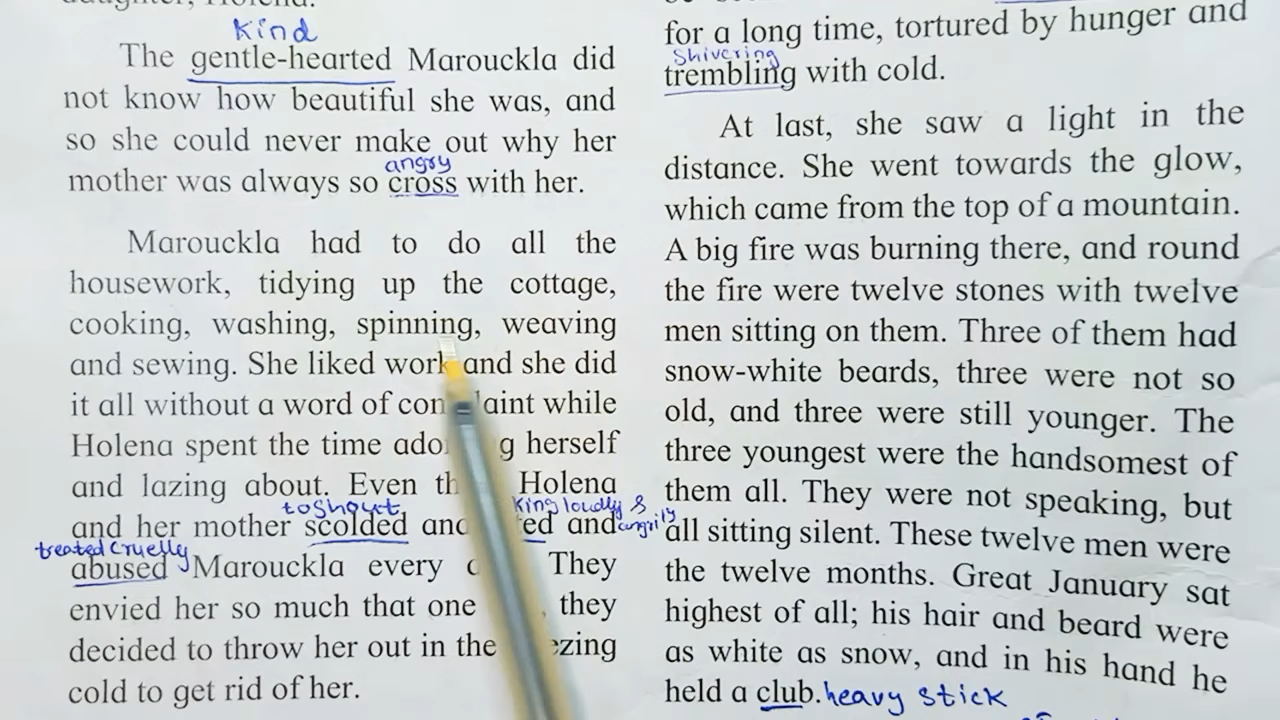 Kind
The gentle-hearted Marouckla did
not know how beautiful she was, and
so she could never make out why her
angry
mother was always so cross with her.
Marouckla had to do all the
housework, tidying up the cottage,
cooking, washing, spinning, weaving
and sewing. She liked work and she did
it all without a word of complaint while
Holena spent the time herself
and lazing about. Even Holena
to shout king loudly &
and her mother scolded and and angrily
treated cruelly
abused Marouckla every They
envied her so much that one they
decided to throw her out in the
cold to get rid of her.
for a long time, tortured by hunger and
Shivering
trembling with cold.
At last, she saw a light in the
distance. She went towards the glow,
which came from the top of a mountain.
A big fire was burning there, and round
the fire were twelve stones with twelve
men sitting on them. Three of them had
snow-white beards, three were not so
old, and three were still younger. The
three youngest were the handsomest of
them all. They were not speaking, but
all sitting silent. These twelve men were
the twelve months. Great January sat
highest of all; his hair and beard were
as white as snow, and in his hand he
held a club. heavy stick